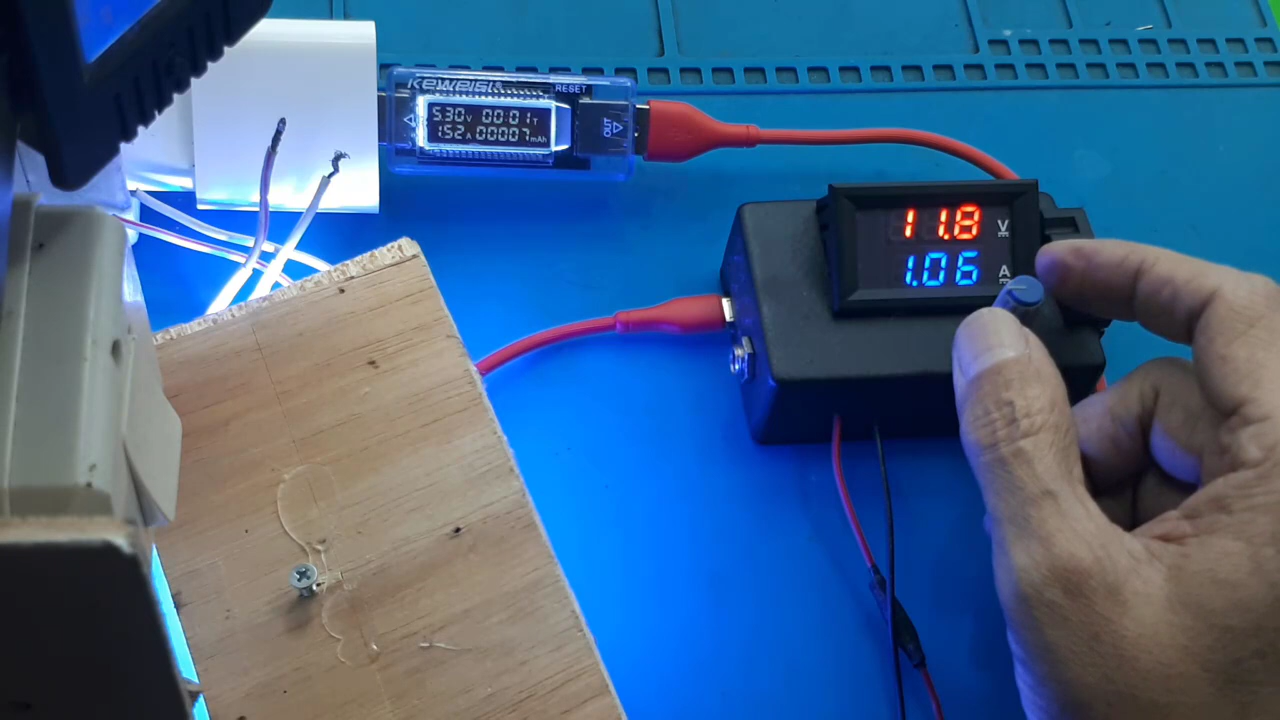 KEWEISI
RESET
5.30V 00:01T
1.52A 00007mAh
OUT
11.8 V
1.06 A